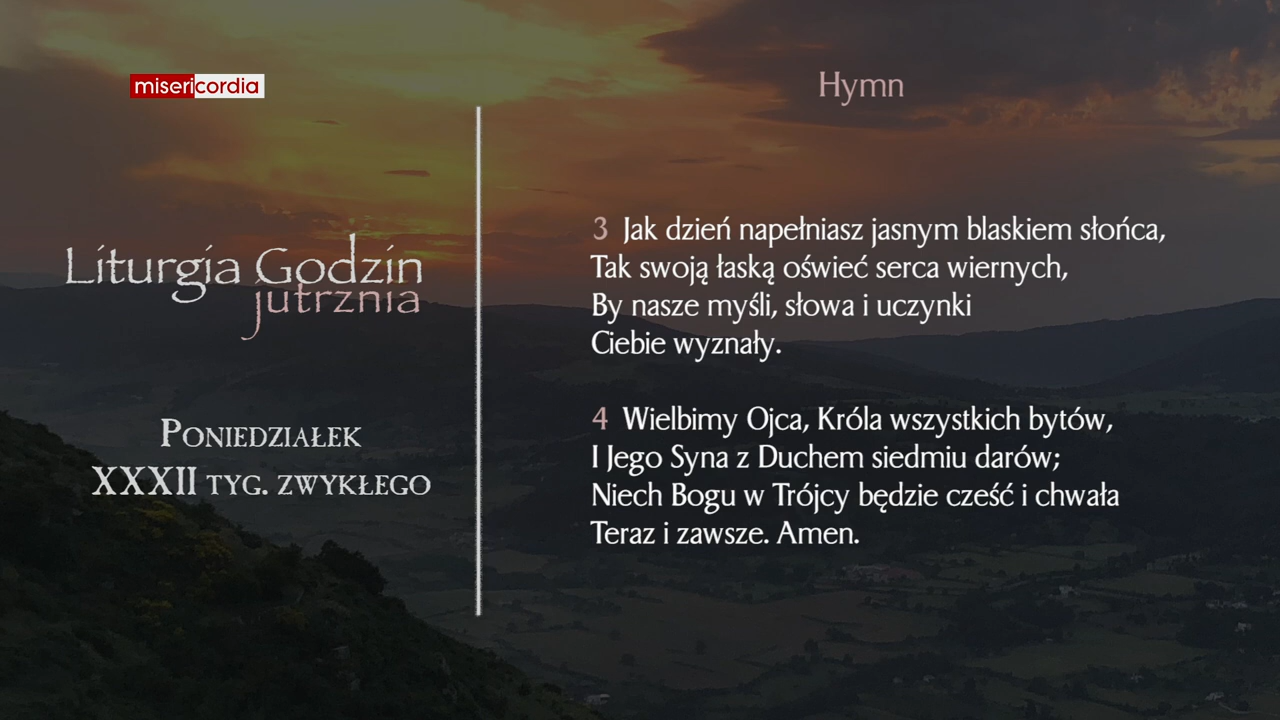 misericordia
Liturgia Godzin
jutrznia
Poniedziałek
XXXII tyg. zwykłego
Hymn
3 Jak dzień napełniasz jasnym blaskiem słońca,
Tak swoją łaską oświeć serca wiernych,
By nasze myśli, słowa i uczynki
Ciebie wyznały.
4 Wielbimy Ojca, Króla wszystkich bytów,
I Jego Syna z Duchem siedmiu darów;
Niech Bogu w Trójcy będzie cześć i chwała
Teraz i zawsze. Amen.